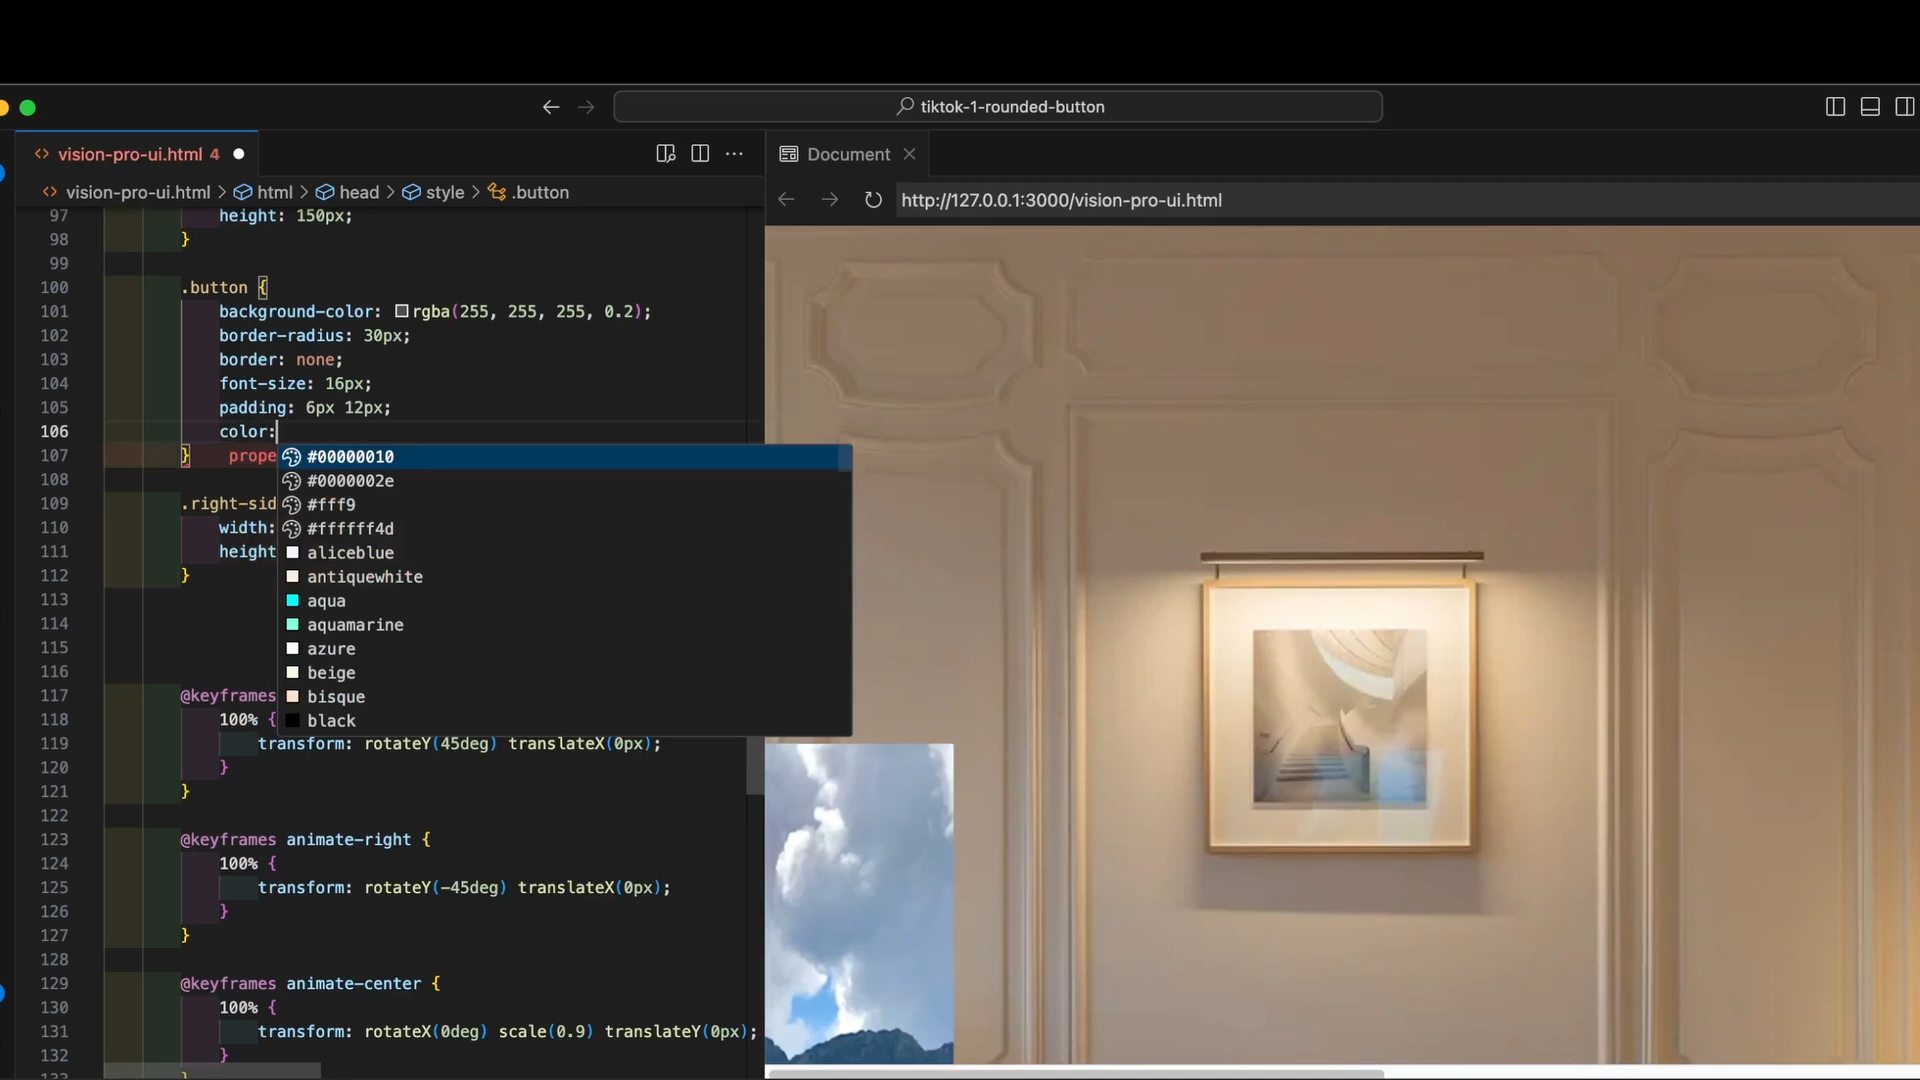 tiktok-1-rounded-button
vision-pro-ui.html 4
Document
vision-pro-ui.html > html > head > style > .button
http://127.0.0.1:3000/vision-pro-ui.html
97 height: 150px;
98 }
99
100 .button {
101 background-color: rgba(255, 255, 255, 0.2);
102 border-radius: 30px;
103 border: none;
104 font-size: 16px;
105 padding: 6px 12px;
106 color:
107 } prope
108
109 .right-sid
110 width:
111 height
112 }
113
114
115
116
117 @keyframes
118 100% {
119 transform: rotateY(45deg) translateX(0px);
120 }
121 }
122
123 @keyframes animate-right {
124 100% {
125 transform: rotateY(-45deg) translateX(0px);
126 }
127 }
128
129 @keyframes animate-center {
130 100% {
131 transform: rotateX(0deg) scale(0.9) translateY(0px);
132 }
#00000010
#0000002e
#fff9
#ffffff4d
aliceblue
antiquewhite
aqua
aquamarine
azure
beige
bisque
black